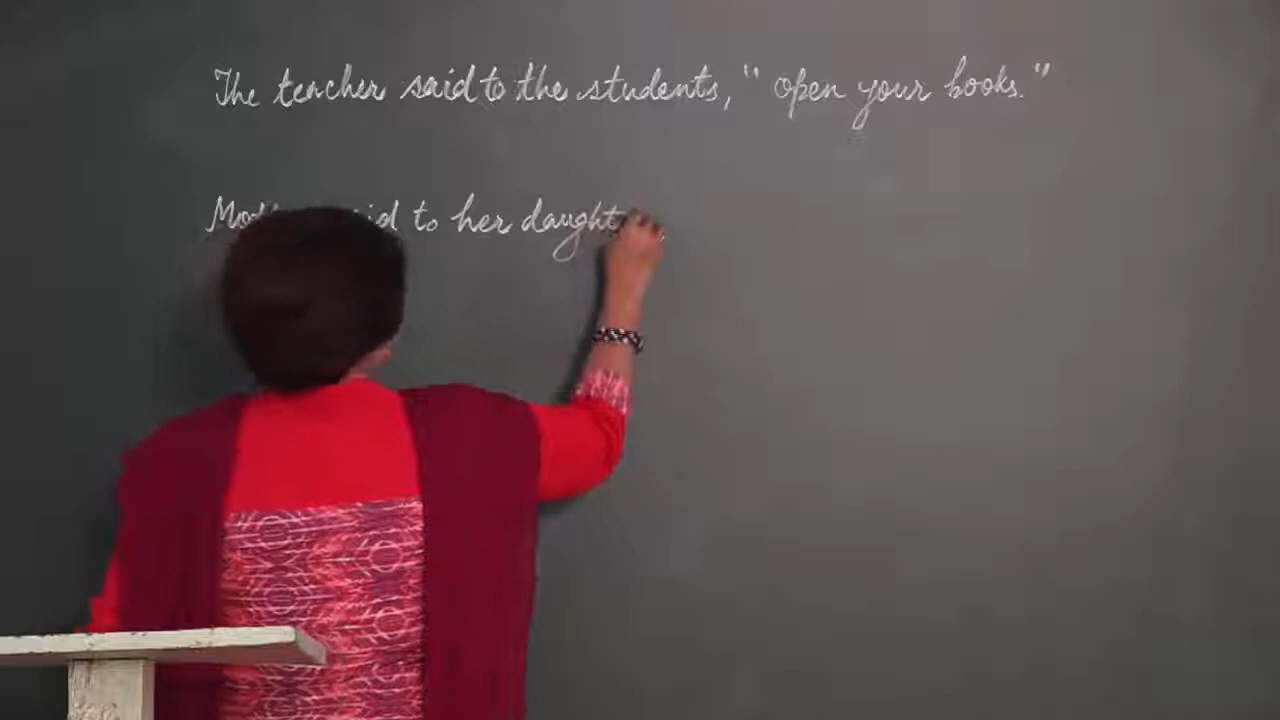 The teacher said to the students, "open your books."
to her daught